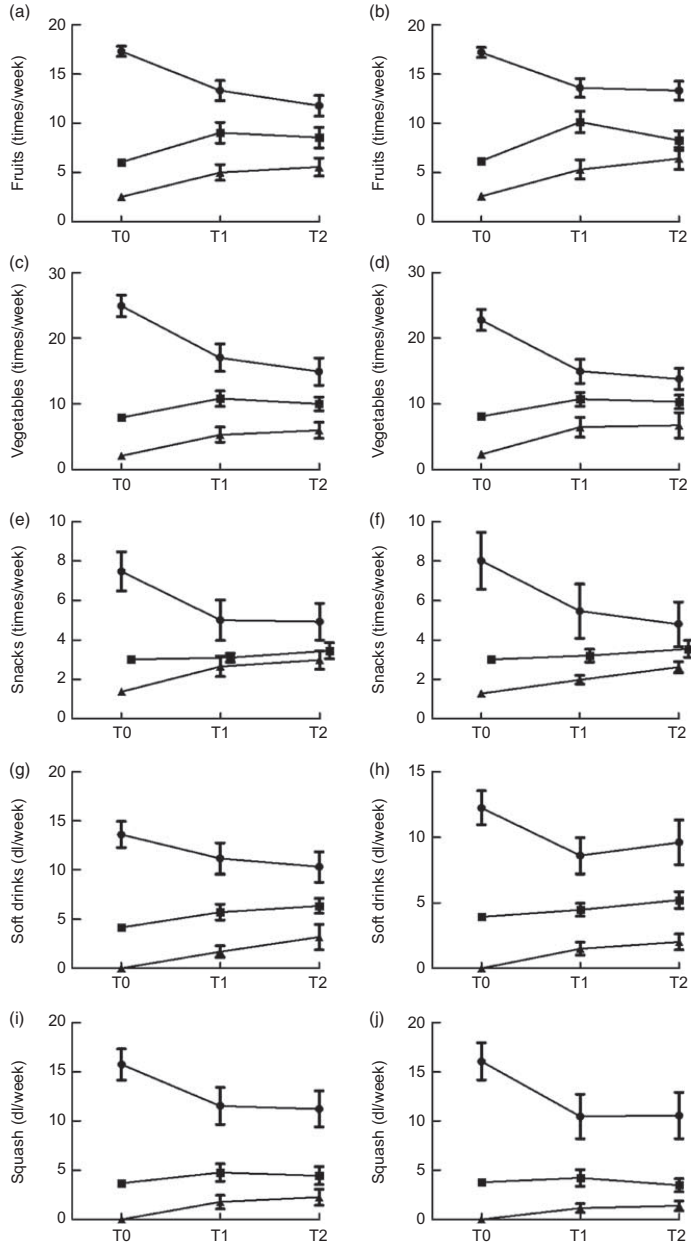 (a)
Fruits (times/week)
20
15
10
5
0
T0 T1 T2
(b)
Fruits (times/week)
20
15
10
5
0
T0 T1 T2
(c)
Vegetables (times/week)
30
20
10
0
T0 T1 T2
(d)
Vegetables (times/week)
30
20
10
0
T0 T1 T2
(e)
Snacks (times/week)
10
8
6
4
2
0
T0 T1 T2
(f)
Snacks (times/week)
10
8
6
4
2
0
T0 T1 T2
(g)
Soft drinks (dl/week)
20
15
10
5
0
T0 T1 T2
(h)
Soft drinks (dl/week)
15
10
5
0
T0 T1 T2
(i)
Squash (dl/week)
20
15
10
5
0
T0 T1 T2
(j)
Squash (dl/week)
20
15
10
5
0
T0 T1 T2